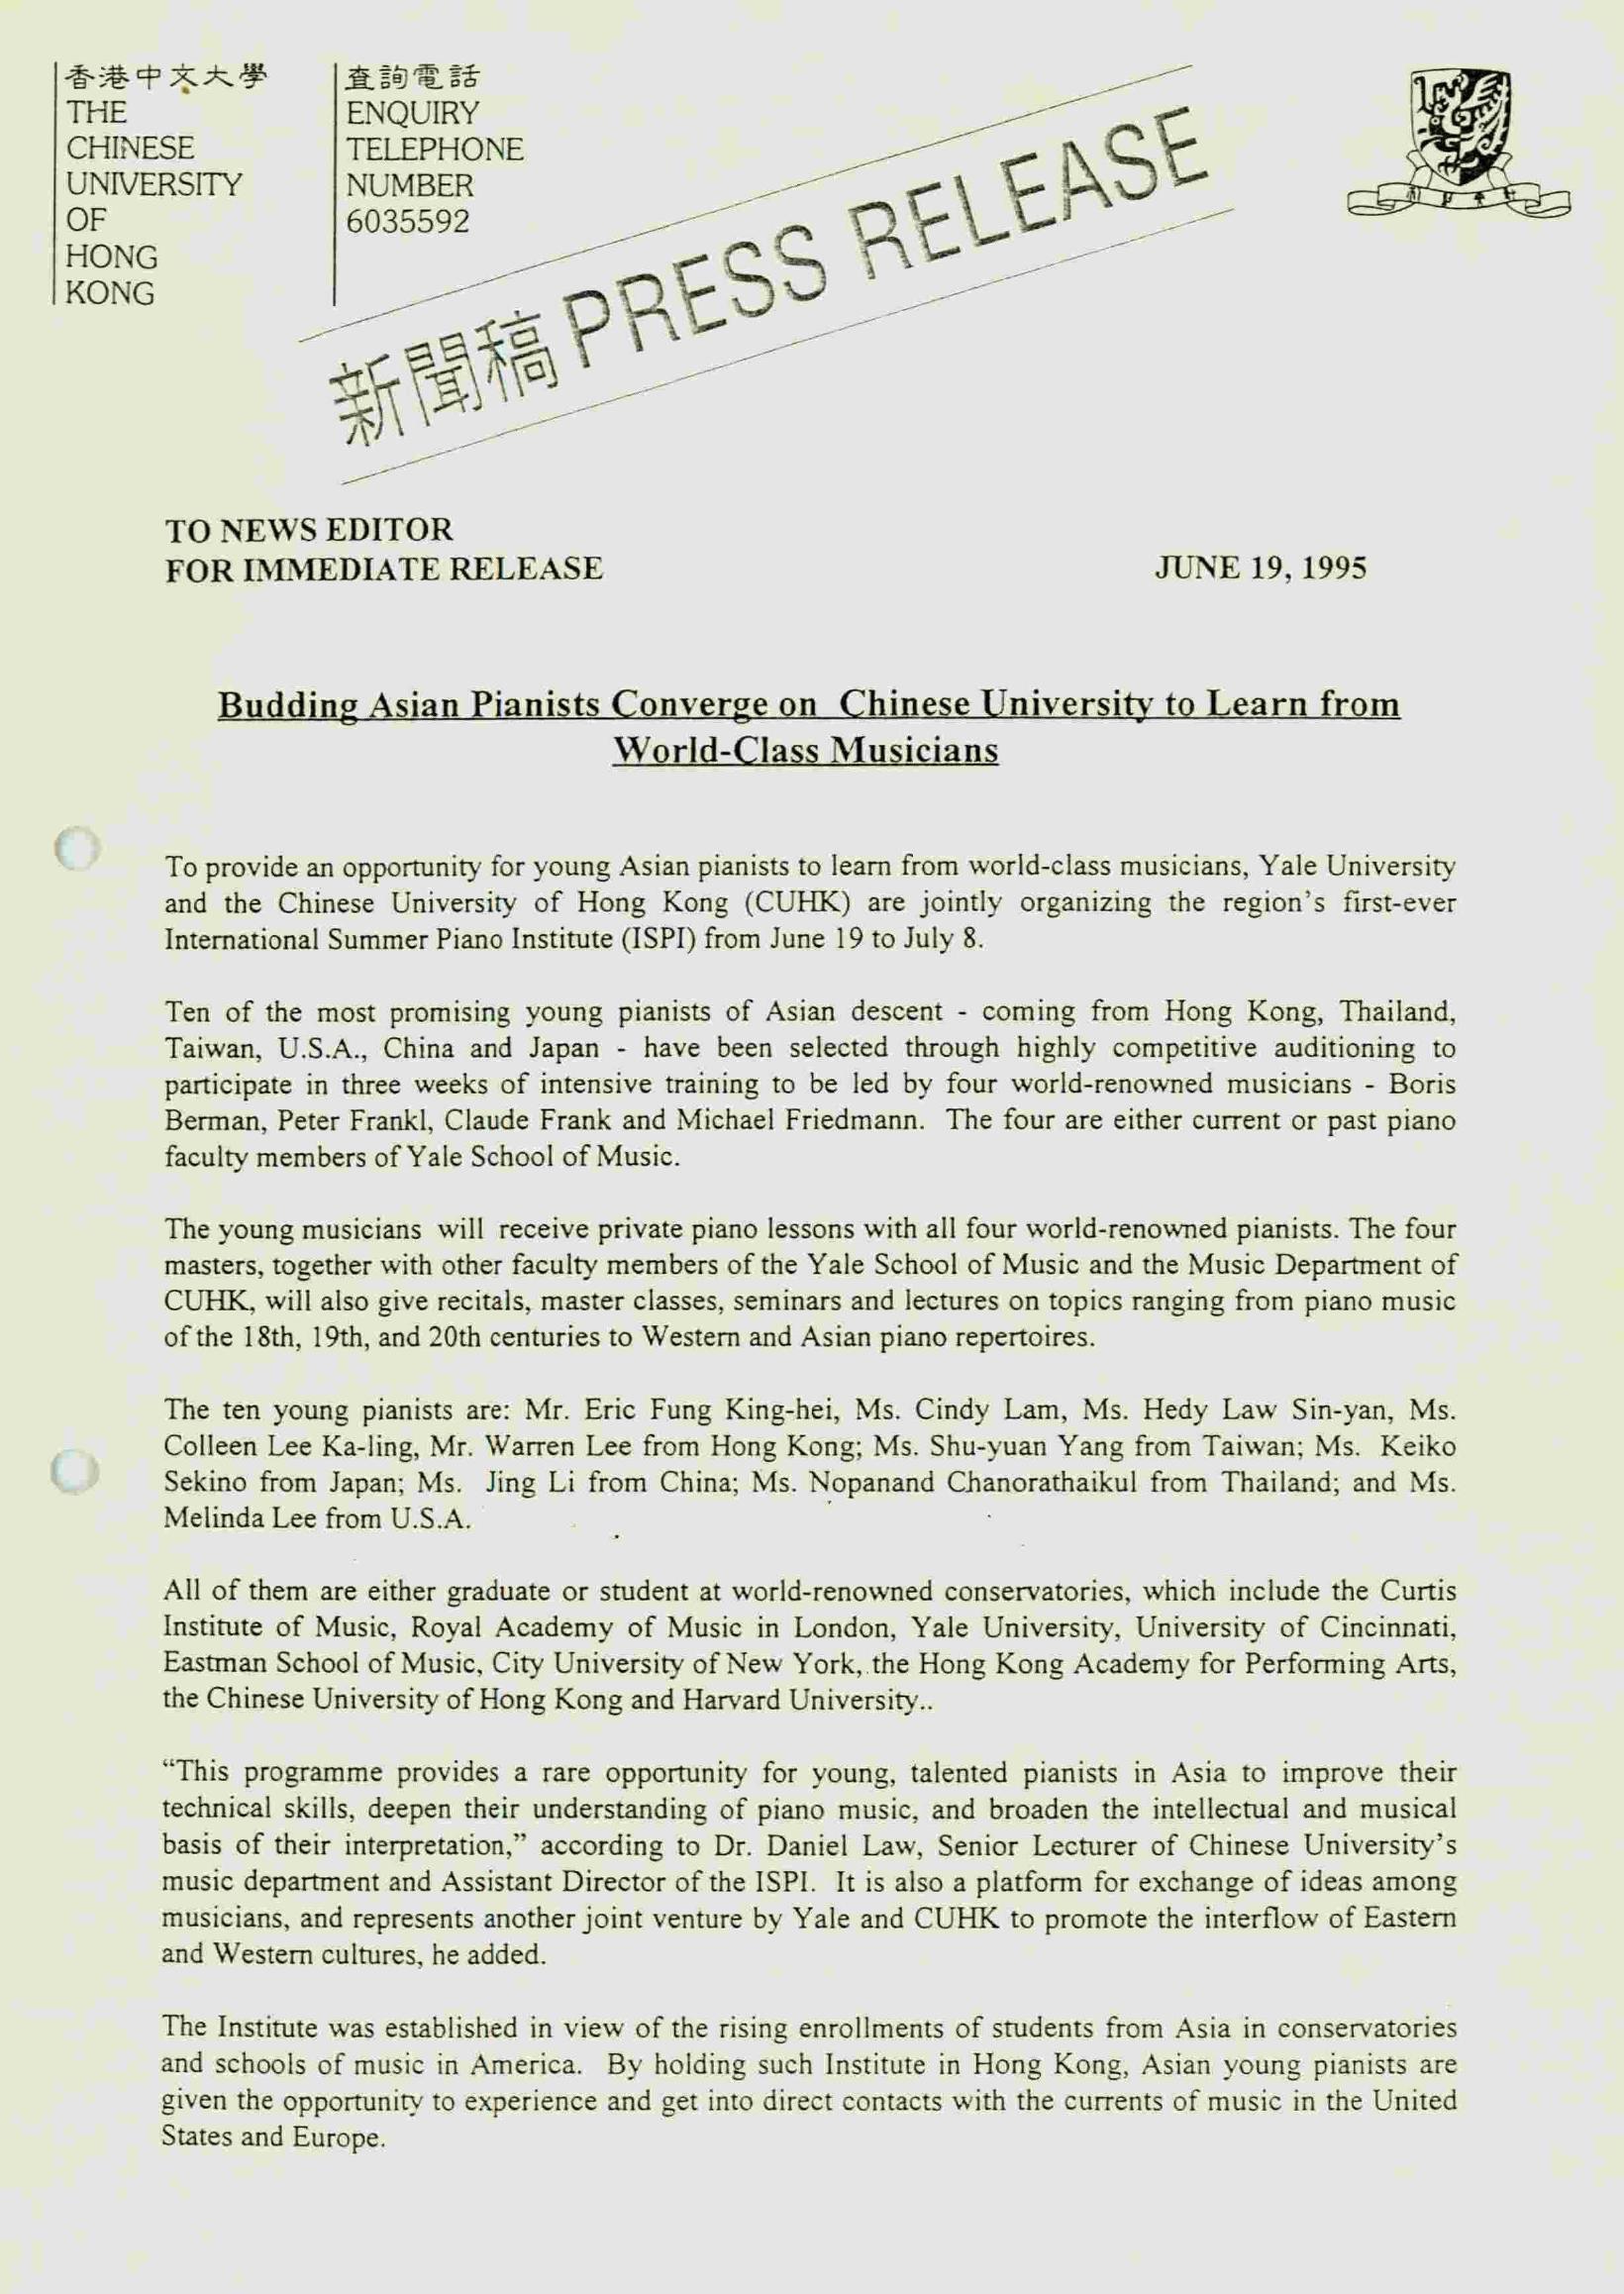 香港中文大學
THE
CHINESE
UNIVERSITY
OF
HONG
KONG
查詢電話
ENQUIRY
TELEPHONE
NUMBER
6035592
新聞稿 PRESS RELEASE
TO NEWS EDITOR
FOR IMMEDIATE RELEASE JUNE 19, 1995
Budding Asian Pianists Converge on Chinese University to Learn from
World-Class Musicians
To provide an opportunity for young Asian pianists to learn from world-class musicians, Yale University
and the Chinese University of Hong Kong (CUHK) are jointly organizing the region's first-ever
International Summer Piano Institute (ISPI) from June 19 to July 8.
Ten of the most promising young pianists of Asian descent - coming from Hong Kong, Thailand,
Taiwan, U.S.A., China and Japan - have been selected through highly competitive auditioning to
participate in three weeks of intensive training to be led by four world-renowned musicians - Boris
Berman, Peter Frankl, Claude Frank and Michael Friedmann. The four are either current or past piano
faculty members of Yale School of Music.
The young musicians will receive private piano lessons with all four world-renowned pianists. The four
masters, together with other faculty members of the Yale School of Music and the Music Department of
CUHK, will also give recitals, master classes, seminars and lectures on topics ranging from piano music
of the 18th, 19th, and 20th centuries to Western and Asian piano repertoires.
The ten young pianists are: Mr. Eric Fung King-hei, Ms. Cindy Lam, Ms. Hedy Law Sin-yan, Ms.
Colleen Lee Ka-ling, Mr. Warren Lee from Hong Kong; Ms. Shu-yuan Yang from Taiwan; Ms. Keiko
Sekino from Japan; Ms. Jing Li from China; Ms. Nopanand Chanorathaikul from Thailand; and Ms.
Melinda Lee from U.S.A.
All of them are either graduate or student at world-renowned conservatories, which include the Curtis
Institute of Music, Royal Academy of Music in London, Yale University, University of Cincinnati,
Eastman School of Music, City University of New York, the Hong Kong Academy for Performing Arts,
the Chinese University of Hong Kong and Harvard University..
“This programme provides a rare opportunity for young, talented pianists in Asia to improve their
technical skills, deepen their understanding of piano music, and broaden the intellectual and musical
basis of their interpretation,” according to Dr. Daniel Law, Senior Lecturer of Chinese University's
music department and Assistant Director of the ISPI. It is also a platform for exchange of ideas among
musicians, and represents another joint venture by Yale and CUHK to promote the interflow of Eastern
and Western cultures, he added.
The Institute was established in view of the rising enrollments of students from Asia in conservatories
and schools of music in America. By holding such Institute in Hong Kong, Asian young pianists are
given the opportunity to experience and get into direct contacts with the currents of music in the United
States and Europe.